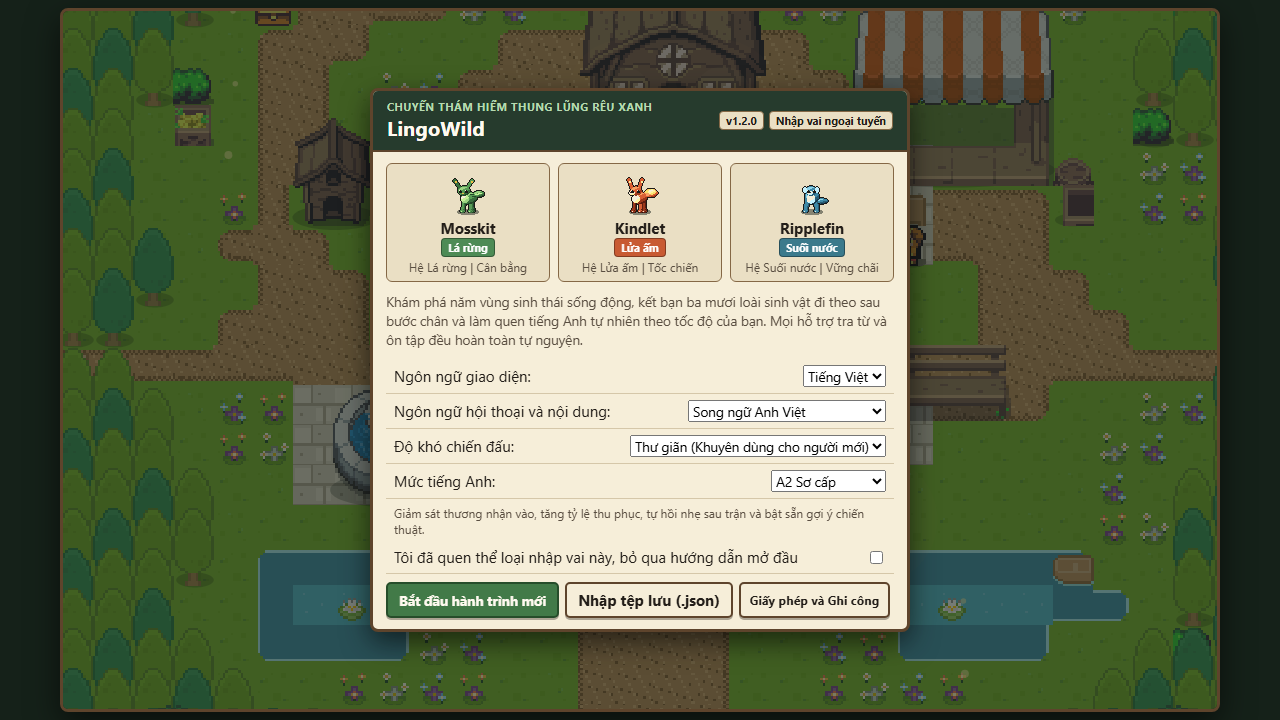 CHUYẾN THÁM HIỂM THUNG LŨNG RÊU XANH
LingoWild
v1.2.0
Nhập vai ngoại tuyến
Mosskit
Lá rừng
Hệ Lá rừng | Cân bằng
Kindlet
Lửa ấm
Hệ Lửa ấm | Tốc chiến
Ripplefin
Suối nước
Hệ Suối nước | Vững chãi
Khám phá năm vùng sinh thái sống động, kết bạn ba mươi loài sinh vật đi theo sau
bước chân và làm quen tiếng Anh tự nhiên theo tốc độ của bạn. Mọi hỗ trợ tra từ và
ôn tập đều hoàn toàn tự nguyện.
Ngôn ngữ giao diện:
Tiếng Việt
Ngôn ngữ hội thoại và nội dung:
Song ngữ Anh Việt
Độ khó chiến đấu:
Thư giãn (Khuyên dùng cho người mới)
Mức tiếng Anh:
A2 Sơ cấp
Giảm sát thương nhận vào, tăng tỷ lệ thu phục, tự hồi nhẹ sau trận và bật sẵn gợi ý chiến
thuật.
Tôi đã quen thể loại nhập vai này, bỏ qua hướng dẫn mở đầu
Bắt đầu hành trình mới
Nhập tệp lưu (.json)
Giấy phép và Ghi công